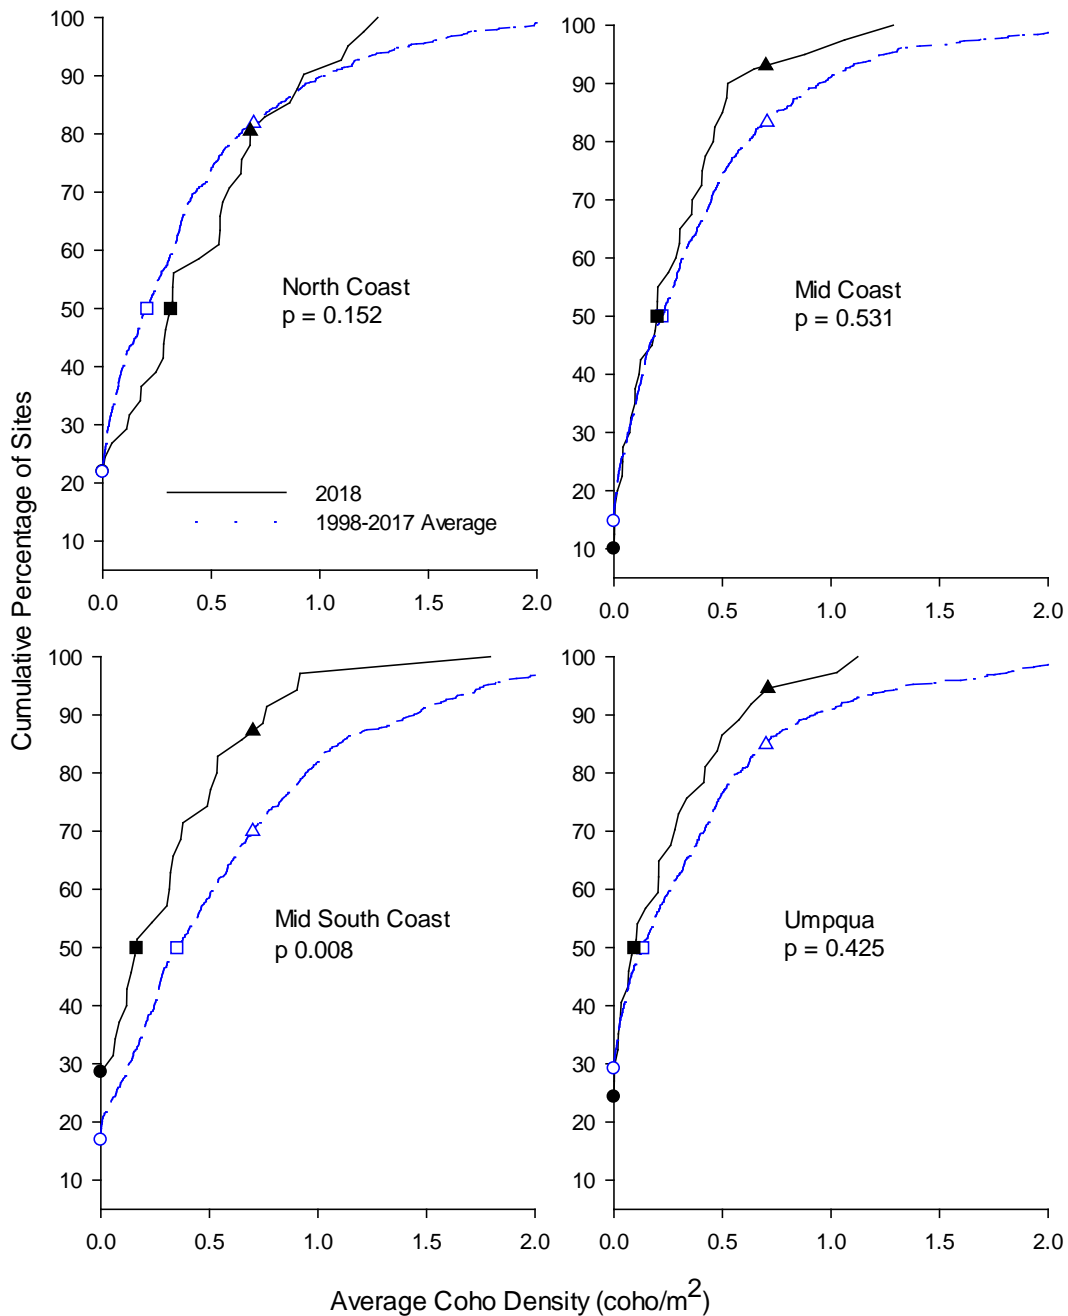 Cumulative Percentage of Sites
100
90
80
70
60
50
40
30
20
10
0.0 0.5 1.0 1.5 2.0
North Coast
p = 0.152
2018
1998-2017 Average
100
90
80
70
60
50
40
30
20
10
0.0 0.5 1.0 1.5 2.0
Mid Coast
p = 0.531
100
90
80
70
60
50
40
30
20
10
0.0 0.5 1.0 1.5 2.0
Mid South Coast
p 0.008
100
90
80
70
60
50
40
30
20
10
0.0 0.5 1.0 1.5 2.0
Umpqua
p = 0.425
Average Coho Density (coho/m²)